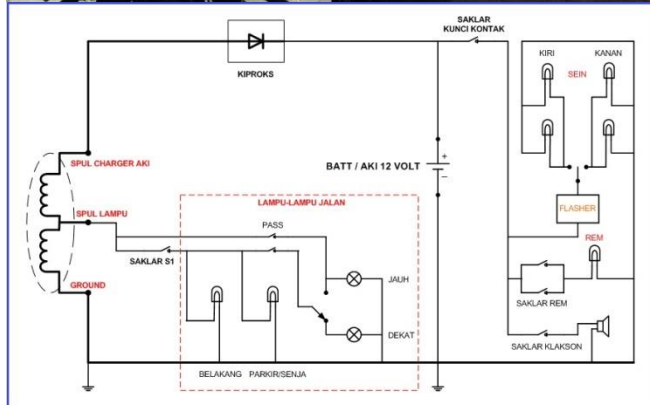 SAKLAR
KUNCI KONTAK
KIRI
KANAN
SEIN
KIPROKS
SPUL CHARGER AKI
BATT / AKI 12 VOLT
+
–
LAMPU-LAMPU JALAN
SPUL LAMPU
PASS
FLASHER
REM
SAKLAR S1
GROUND
JAUH
SAKLAR REM
DEKAT
SAKLAR KLAKSON
BELAKANG
PARKIR/SENJA